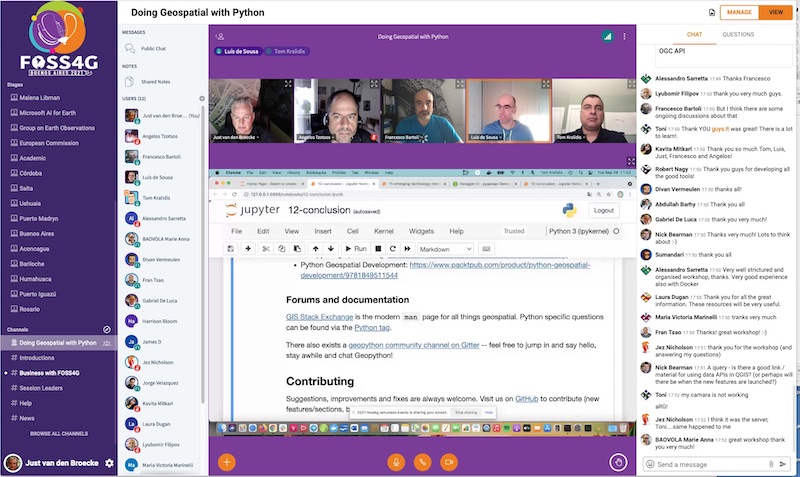 Doing Geospatial with Python
MANAGE
VIEW
FOSS4G
BUENOS AIRES 2021
Stages
Malena Libman
Microsoft AI for Earth
Group on Earth Observations
European Commission
Academic
Córdoba
Salta
Ushuaia
Puerto Madryn
Buenos Aires
Aconcagua
Bariloche
Humahusca
Puerto Iguazú
Rosario
Channels
Doing Geospatial with Python
# Introductions
# Business with FOSS4G
# Session Leaders
# Help
# News
BROWSE ALL CHANNELS
Just van den Broecke
MESSAGES
Public Chat
NOTES
Shared Notes
USERS (22)
Just van den Broe... (You)
Angelos Tzotsos
Francesco Bartoli
Luís de Sousa
Tom Kralidis
Alessandro Sarretta
BAOVOLA Marie Anna
Divan Vermeulen
Fran Tsao
Gabriel De Luca
Harrison Bloom
James D
Jez Nicholson
Jorge Velazquez
Kavita Mitkari
Laura Dugan
Lyubomir Filipov
Maria Victoria Marinelli
Doing Geospatial with Python
Luís de Sousa
Tom Kralidis
Just van den Broecke
Angelos Tzotsos
Francesco Bartoli
Luís de Sousa
Tom Kralidis
Chrome File Edit View History Bookmarks Profiles Tab Window Help
jupyter 12-conclusion (autosaved)
Logout
File Edit View Insert Cell Kernel Widgets Help
Trusted
Python 3 (ipykernel)
Run
Markdown
• Python Geospatial Development: https://www.packtpub.com/product/python-geospatial-
development/9781849511544
Forums and documentation
GIS Stack Exchange is the modern man page for all things geospatial. Python specific questions
can be found via the Python tag.
There also exists a geopython community channel on Gitter -- feel free to jump in and say hello,
stay awhile and chat Geopython!
Contributing
Suggestions, improvements and fixes are always welcome. Visit us on GitHub to contribute (new
features/sections, b
Stop sharing
Hide
CHAT
QUESTIONS
OGC API
Alessandro Sarretta 17:49 Thanks Francesco
Lyubomir Filipov 17:50 thank you very much guys.
Francesco Bartoli 17:50 But I think there are some
ongoing discussions about that
Toni 17:50 Thank YOU guys.It was great! There is a lot
to learn!.
Kavita Mitkari 17:50 Thank you so much Tom, Luis,
Just, Francesco and Angelos!
Robert Nagy 17:50 Thank you guys for developing all
the good tools!
Divan Vermeulen 17:50 thanks all!
Abdullah Barhy 17:50 thank you all
Gabriel De Luca 17:50 thank you very much!
Nick Bearman 17:50 Thanks very much! Lots to think
about :-)
Sumandari 17:50 thank you all
Alessandro Sarretta 17:50 Very well strictured and
organised workshop, thanks. Very good experience
also with Docker
Laura Dugan 17:50 Thank you for all the great
information. These resources will be very useful.
Maria Victoria Marinelli 17:50 tranks very much
Fran Tsao 17:50 Thanks! great workshop! :-)
Jez Nicholson 17:51 thank you for the workshop (and
answering my questions)
Nick Bearman 17:51 A query - is there a good link /
material for using data APIs in QGIS? (or perhaps will
there be when the new features are launched?)
Toni 17:52 my camara is not working
aRG!
Jez Nicholson 17:52 I think it was the server,
Toni....same happened to me
BAOVOLA Marie Anna 17:52 great workshop thank
you very much!
Send a message